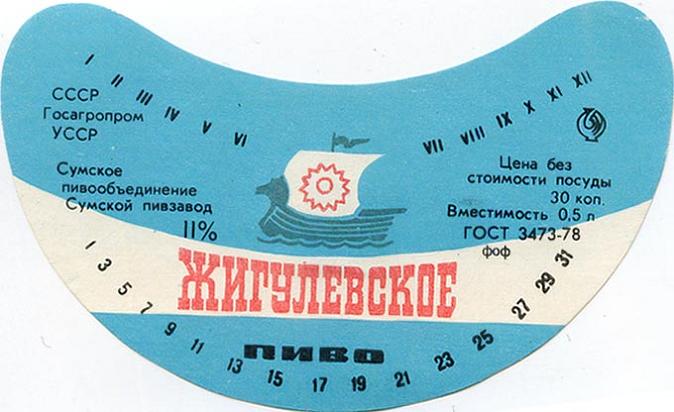 I II III IV V VI
VII VIII IX X XI XII
СССР
Госагропром
УССР
Сумское
пивообъединение
Сумской пивзавод
11%
Цена без
стоимости посуды
30 коп.
Вместимость 0,5 л
ГОСТ 3473-78
фоф
ЖИГУЛЕВСКОЕ
ПИВО
1 3 5 7 9 11 13 15 17 19 21 23 25 27 29 31